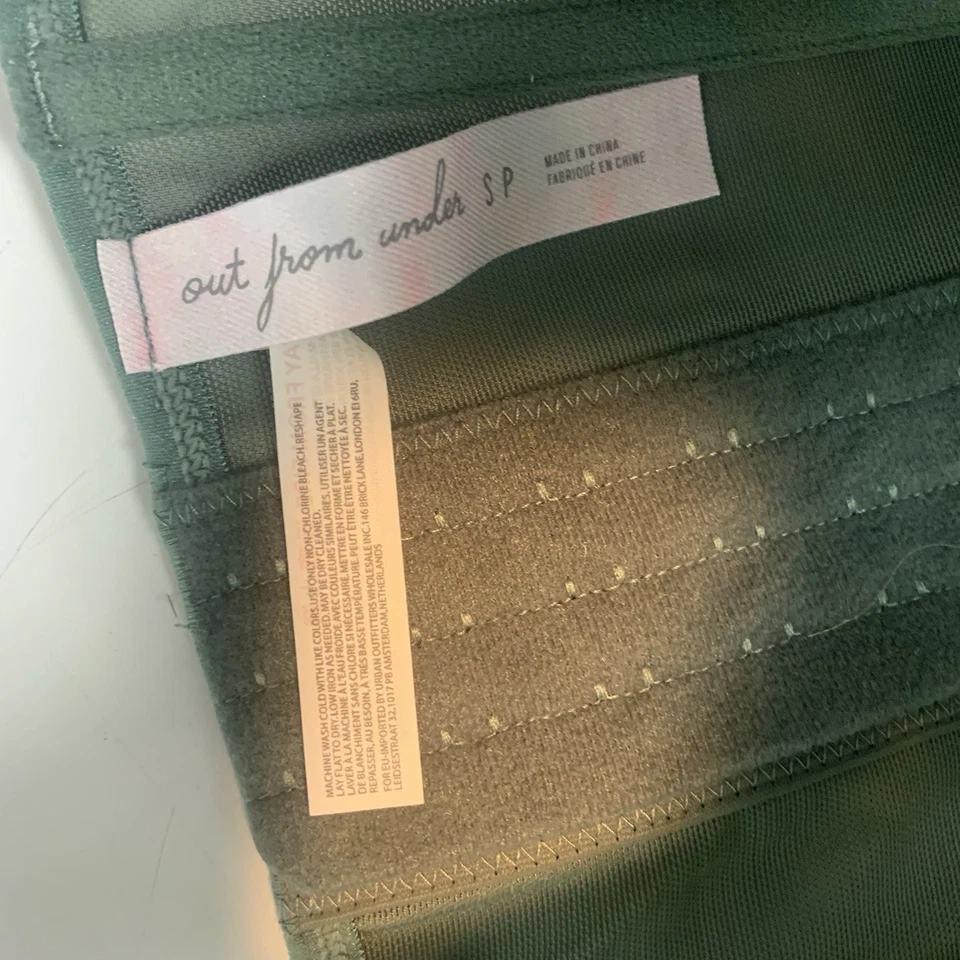 out from under S P
MADE IN CHINA
FABRIQUÉ EN CHINE
MACHINE WASH COLD WITH LIKE COLORS.USE ONLY NON-CHLORINE BLEACH.RESHAPE
LAY FLAT TO DRY.LOW IRON AS NEEDED.MAY BE DRY CLEANED.
LAVER À LA MACHINE À L'EAU FROIDE AVEC COULEURS SIMILAIRES. UTILISER UN AGENT
DE BLANCHIMENT SANS CHLORE SI NÉCESSAIRE.METTRE EN FORME ET SECHER À PLAT.
REPASSER, AU BESOIN, À TRÉS BASSE TEMPÉRATURE.PEUT ÊTRE ÊTRE NETTOYÉE À SEC.
FOR EU-IMPORTED BY URBAN OUTFITTERS WHOLESALE INC.146 BRICK LANE,LONDON EI 6RU,
LEIDSESTRAAT 32,1017 PB AMSTERDAM,NETHERLANDS